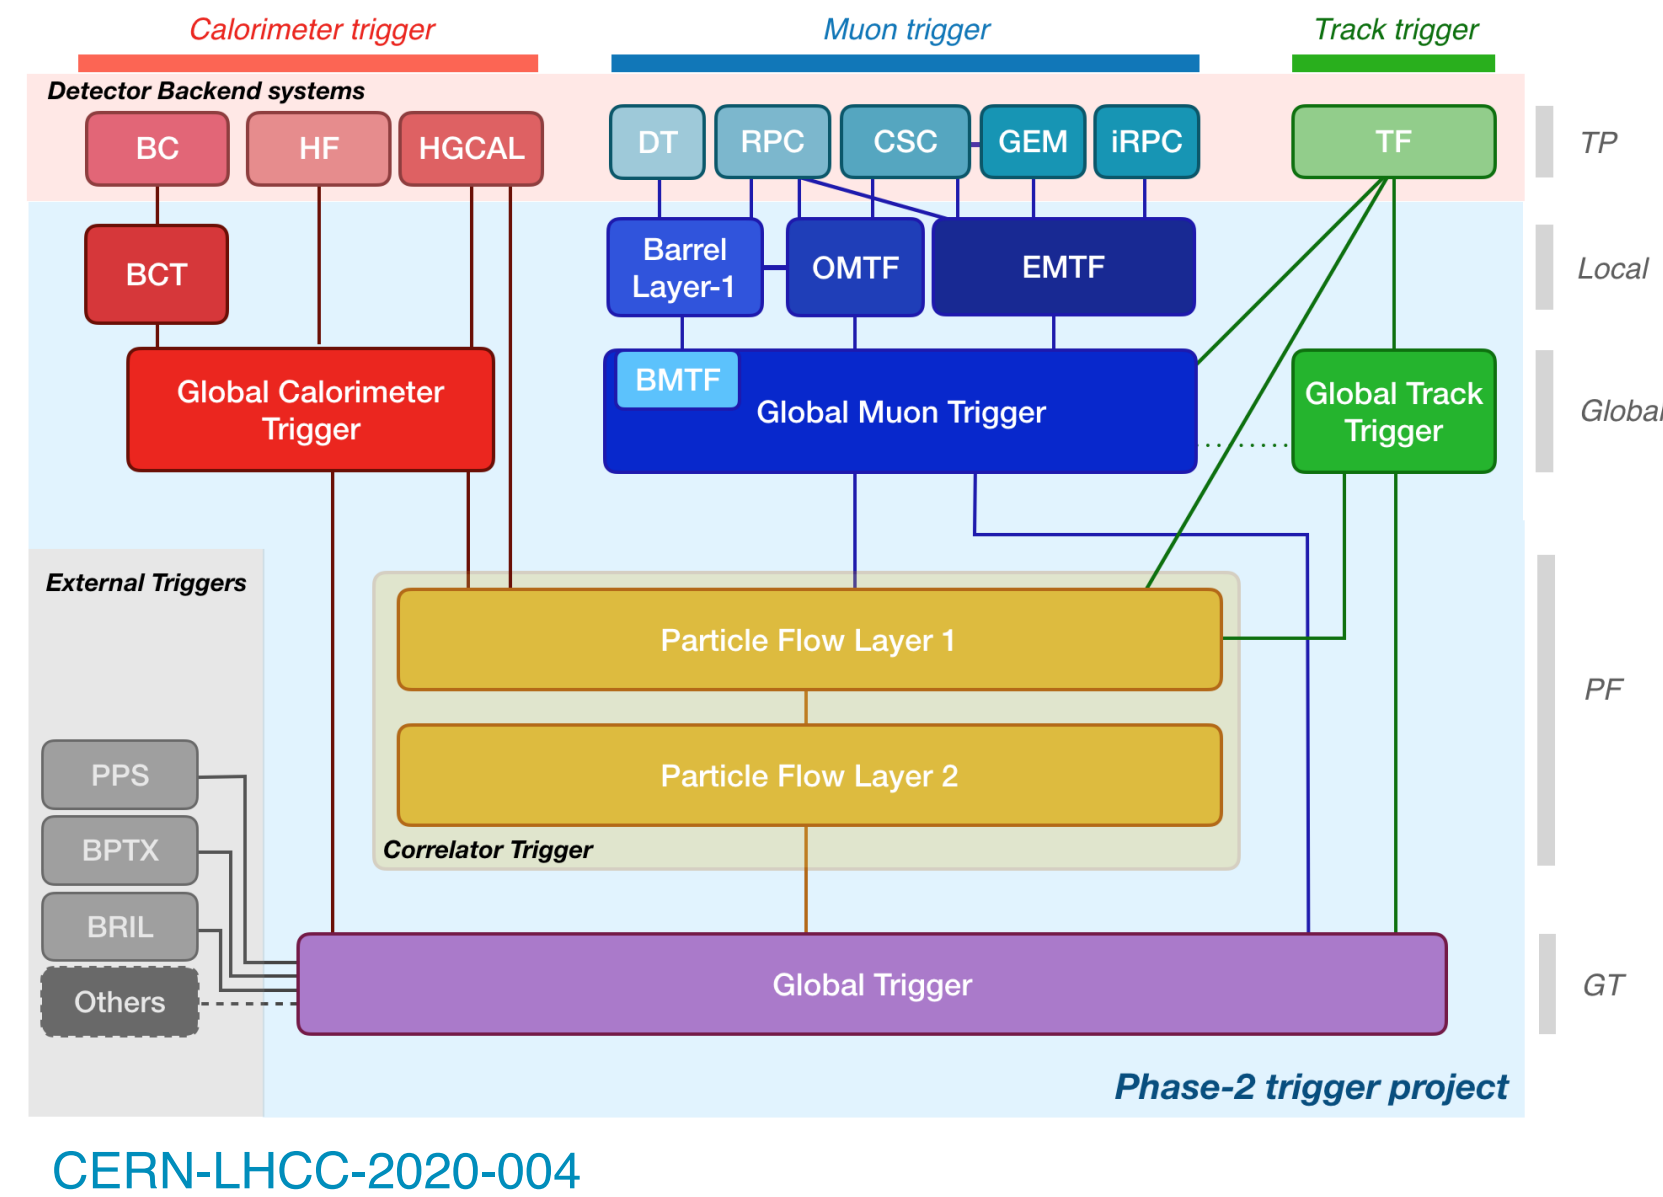 Calorimeter trigger
Muon trigger
Track trigger
Detector Backend systems
BC
HF
HGCAL
DT
RPC
CSC
GEM
iRPC
TF
TP
BCT
Barrel
Layer-1
OMTF
EMTF
Local
Global Calorimeter
Trigger
BMTF
Global Muon Trigger
Global Track
Trigger
Global
External Triggers
Particle Flow Layer 1
PF
PPS
Particle Flow Layer 2
BPTX
Correlator Trigger
BRIL
Others
Global Trigger
GT
Phase-2 trigger project
CERN-LHCC-2020-004